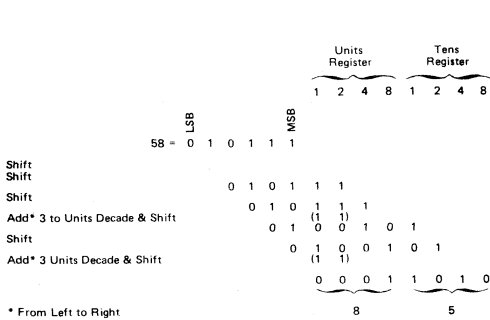 Units Tens
Register Register
1 2 4 8 1 2 4 8
LSB MSB
58 = 0 1 0 1 1 1
Shift
Shift
0 1 0 1 1 1
Shift
0 1 0 1 1 1
Add* 3 to Units Decade & Shift (1 1)
0 1 0 0 1 0 1
Shift
0 1 0 0 1 0 1
Add* 3 Units Decade & Shift (1 1)
0 0 0 1 1 0 1 0
* From Left to Right 8 5